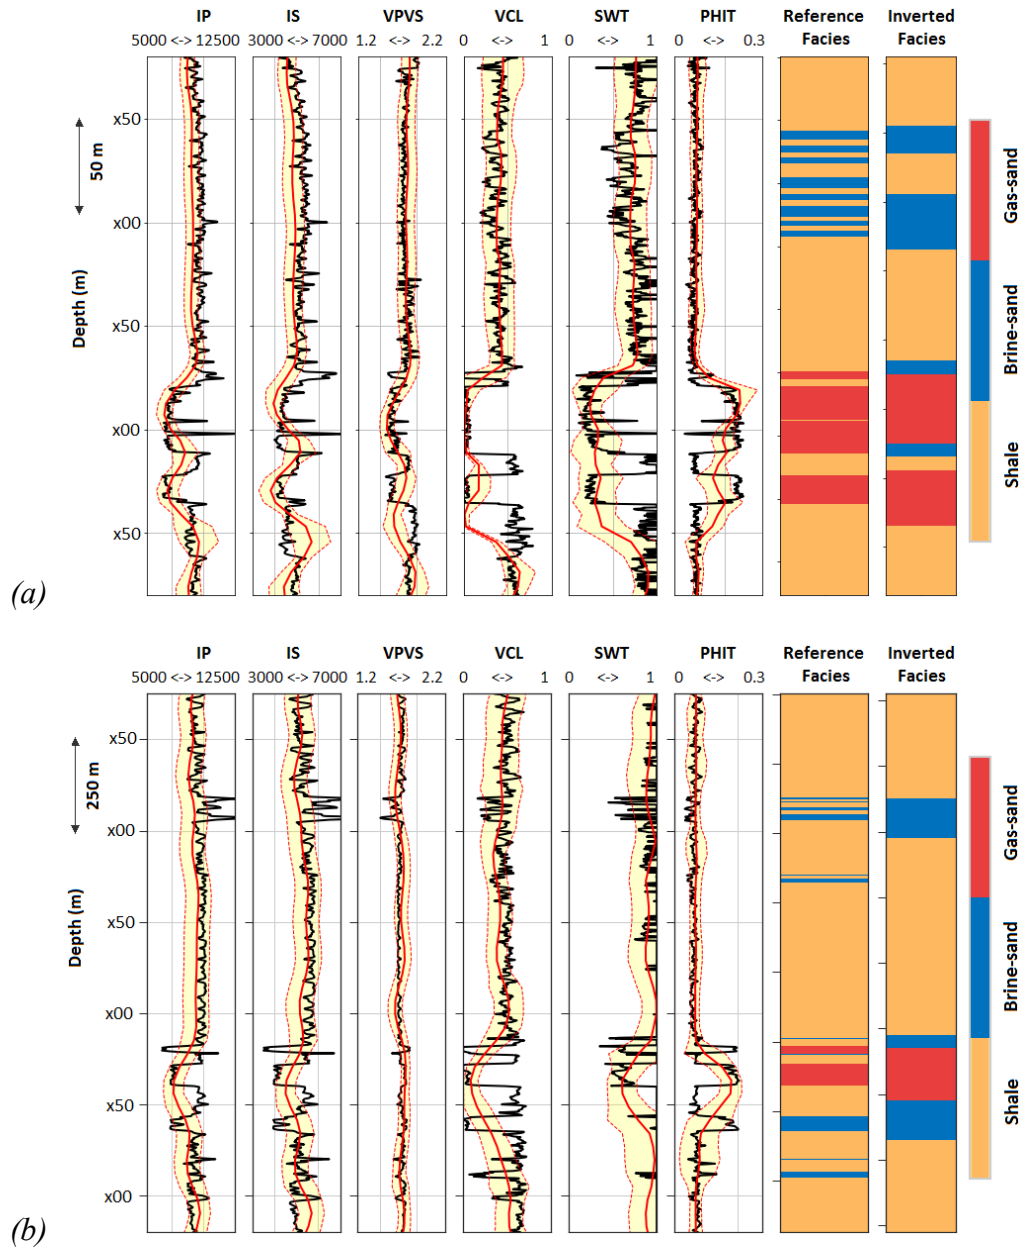 IP IS VPVS VCL SWT PHIT Reference Facies Inverted Facies
5000 <-> 12500 3000 <-> 7000 1.2 <-> 2.2 0 <-> 1 0 <-> 1 0 <-> 0.3
x50
50 m
x00
Depth (m)
x50
x00
x50
Gas-sand
Brine-sand
Shale
(a)
IP IS VPVS VCL SWT PHIT Reference Facies Inverted Facies
5000 <-> 12500 3000 <-> 7000 1.2 <-> 2.2 0 <-> 1 0 <-> 1 0 <-> 0.3
x50
250 m
x00
Depth (m)
x50
x00
x50
x00
Gas-sand
Brine-sand
Shale
(b)